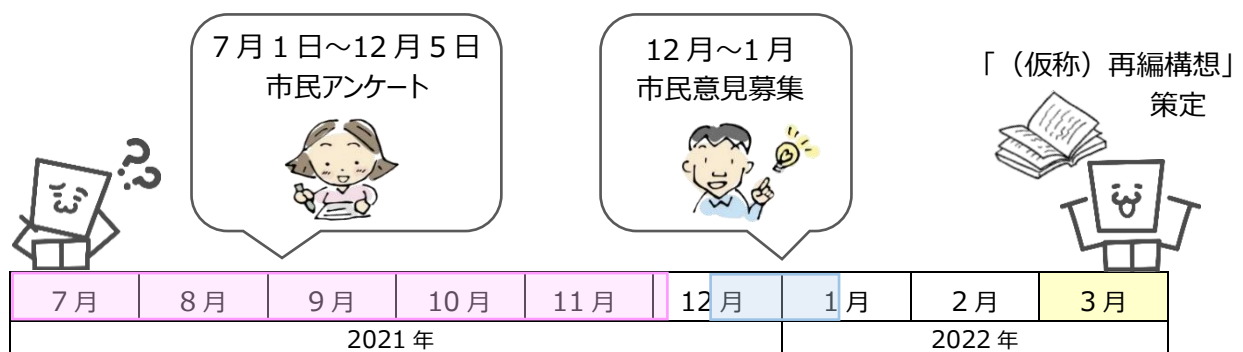 7月1日~12月5日
市民アンケート
12月~1月
市民意見募集
「(仮称)再編構想」
策定
??
7月 8月 9月 10月 11月 12月 1月 2月 3月
2021年 2022年